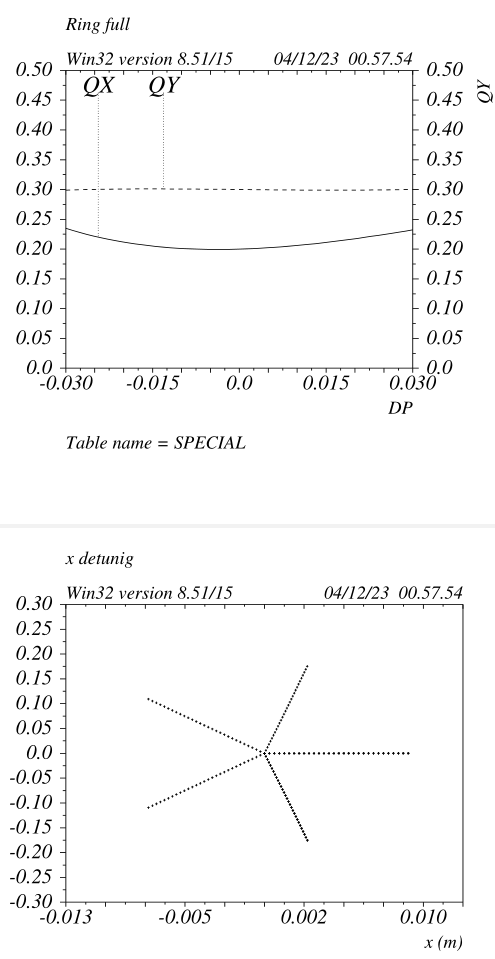 Ring full
Win32 version 8.51/15 04/12/23 00.57.54
0.50 0.50
QX QY QY
0.45 0.45
0.40 0.40
0.35 0.35
0.30 0.30
0.25 0.25
0.20 0.20
0.15 0.15
0.10 0.10
0.05 0.05
0.0 0.0
-0.030 -0.015 0.0 0.015 0.030
DP
Table name = SPECIAL
x detunig
Win32 version 8.51/15 04/12/23 00.57.54
0.30
0.25
0.20
0.15
0.10
0.05
0.0
-0.05
-0.10
-0.15
-0.20
-0.25
-0.30
-0.013 -0.005 0.002 0.010
x (m)